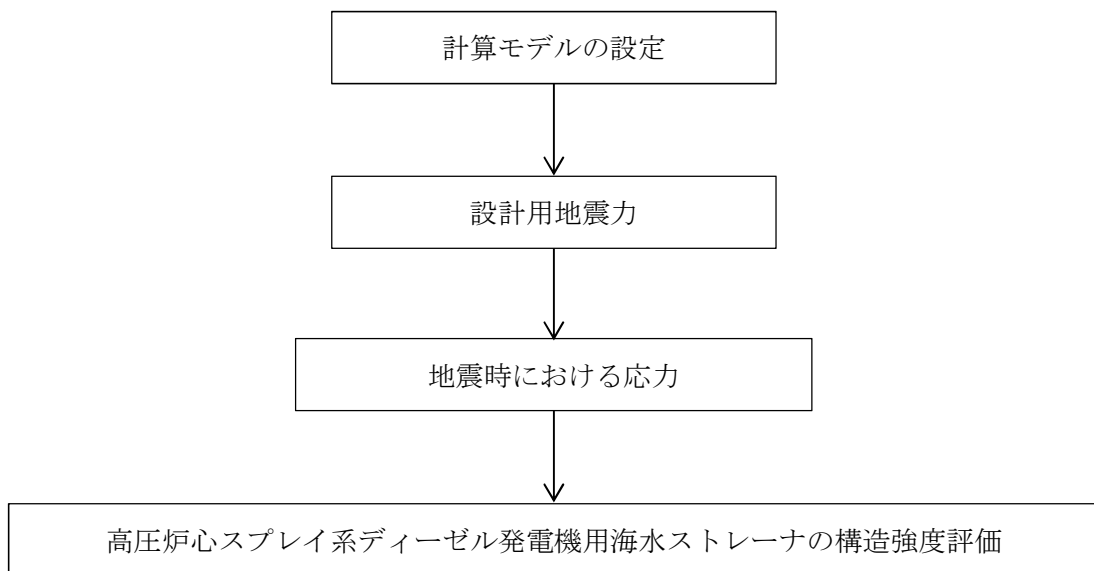 計算モデルの設定
設計用地震力
地震時における応力
高圧炉心スプレイ系ディーゼル発電機用海水ストレーナの構造強度評価